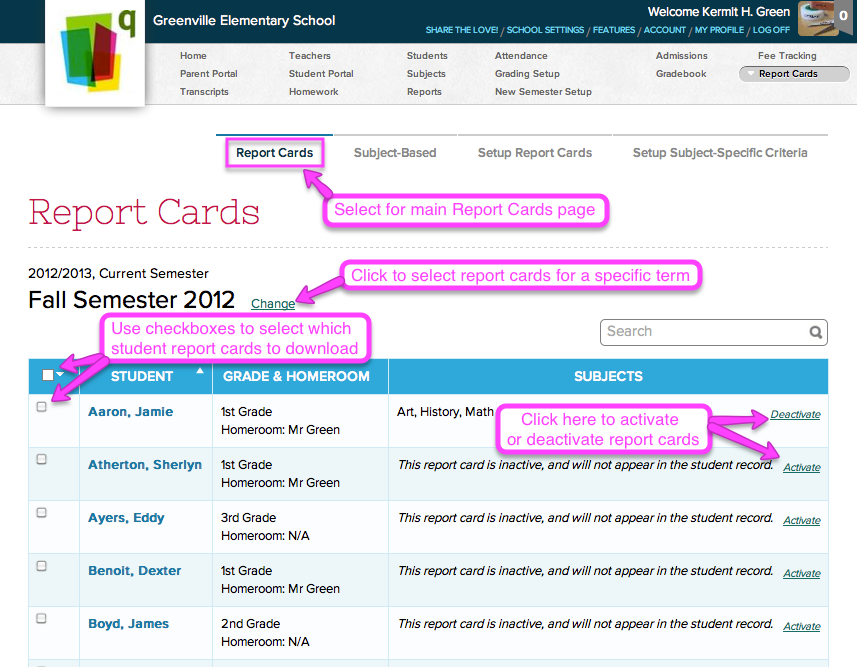 q
Greenville Elementary School
Welcome Kermit H. Green
0
SHARE THE LOVE! / SCHOOL SETTINGS / FEATURES / ACCOUNT / MY PROFILE / LOG OFF
Home Teachers Students Attendance Admissions Fee Tracking
Parent Portal Student Portal Subjects Grading Setup Gradebook Report Cards
Transcripts Homework Reports New Semester Setup
Report Cards Subject-Based Setup Report Cards Setup Subject-Specific Criteria
Select for main Report Cards page
Report Cards
2012/2013, Current Semester
Click to select report cards for a specific term
Fall Semester 2012 Change
Use checkboxes to select which
student report cards to download
Search
STUDENT GRADE & HOMEROOM SUBJECTS
Aaron, Jamie 1st Grade Art, History, Math Deactivate
Homeroom: Mr Green
Click here to activate
or deactivate report cards
Atherton, Sherlyn 1st Grade This report card is inactive, and will not appear in the student record. Activate
Homeroom: Mr Green
Ayers, Eddy 3rd Grade This report card is inactive, and will not appear in the student record. Activate
Homeroom: N/A
Benoit, Dexter 1st Grade This report card is inactive, and will not appear in the student record. Activate
Homeroom: Mr Green
Boyd, James 2nd Grade This report card is inactive, and will not appear in the student record. Activate
Homeroom: N/A